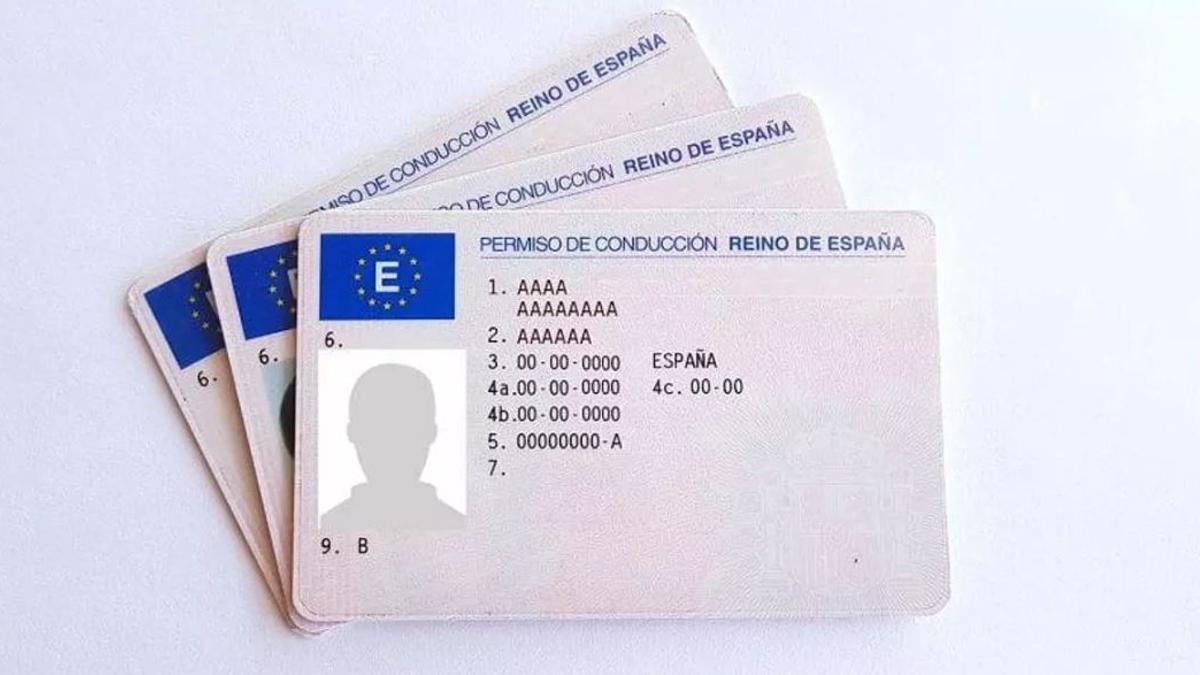 MISO DE CONDUCCIÓN REINO DE ESPAÑA
6.
DE CONDUCCIÓN REINO DE ESPAÑA
6.
E
PERMISO DE CONDUCCIÓN REINO DE ESPAÑA
1. AAAA
AAAAAAAA
2. AAAAAA
3. 00-00-0000 ESPAÑA
4a. 00-00-0000 4c. 00-00
4b. 00-00-0000
5. 00000000-A
7.
6.
9. B